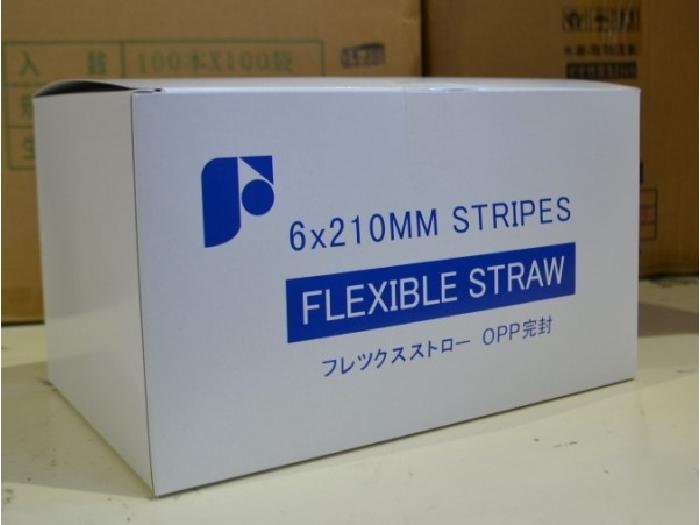 入数 100本X100袋
6x210MM STRIPES
FLEXIBLE STRAW
フレツクスストロー OPP完封